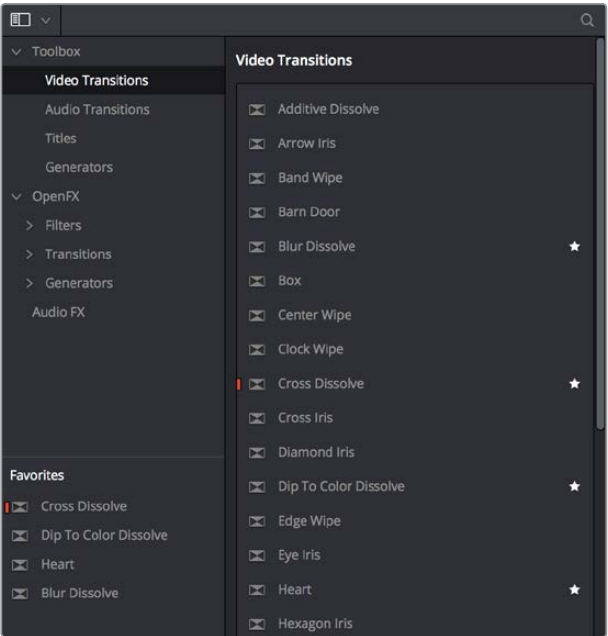 Toolbox
Video Transitions
Audio Transitions
Titles
Generators
OpenFX
Filters
Transitions
Generators
Audio FX
Favorites
Cross Dissolve
Dip To Color Dissolve
Heart
Blur Dissolve
Video Transitions
Additive Dissolve
Arrow Iris
Band Wipe
Barn Door
Blur Dissolve
Box
Center Wipe
Clock Wipe
Cross Dissolve
Cross Iris
Diamond Iris
Dip To Color Dissolve
Edge Wipe
Eye Iris
Heart
Hexagon Iris